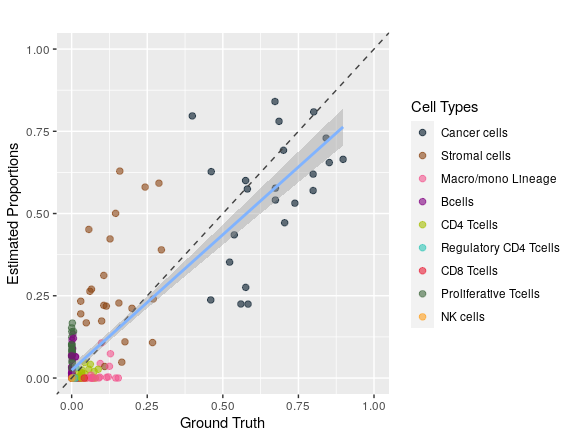 1.00
0.75
0.50
0.25
0.00
Estimated Proportions
0.00 0.25 0.50 0.75 1.00
Ground Truth
Cell Types
Cancer cells
Stromal cells
Macro/mono Lineage
Bcells
CD4 Tcells
Regulatory CD4 Tcells
CD8 Tcells
Proliferative Tcells
NK cells